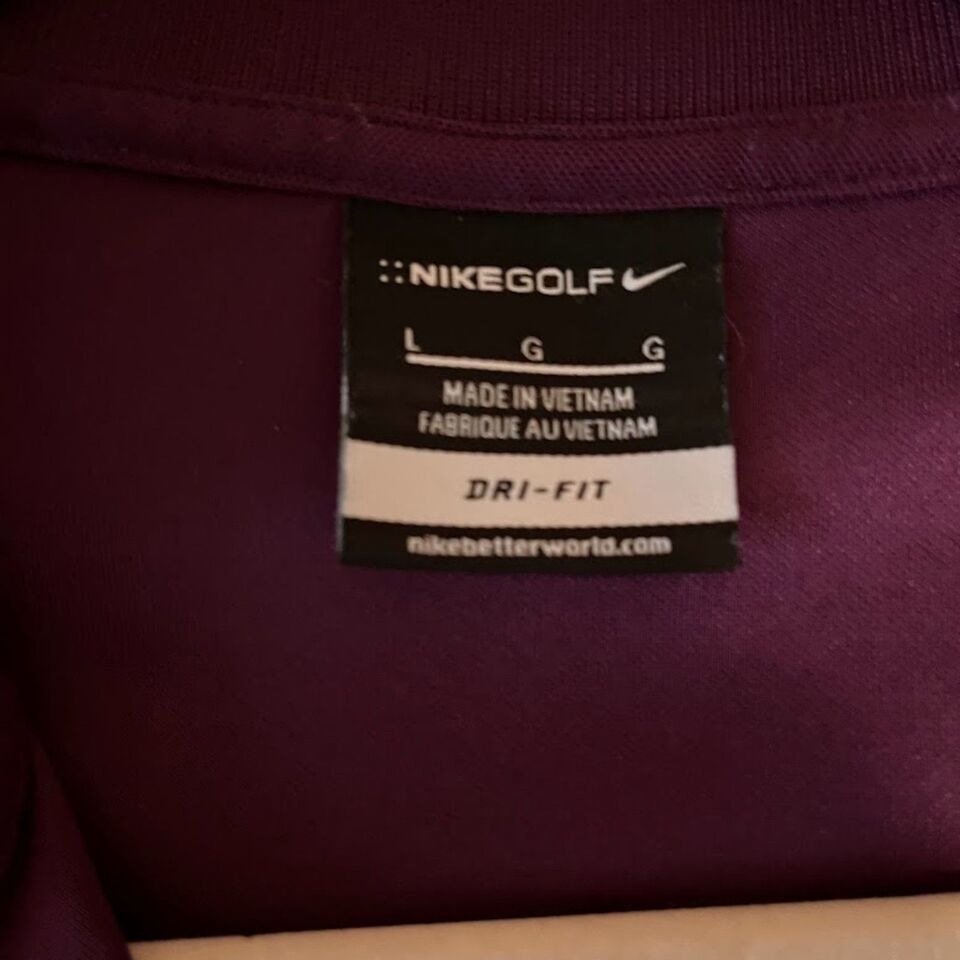 ::NIKEGOLF
L G G
MADE IN VIETNAM
FABRIQUE AU VIETNAM
DRI-FIT
nikebetterworld.com